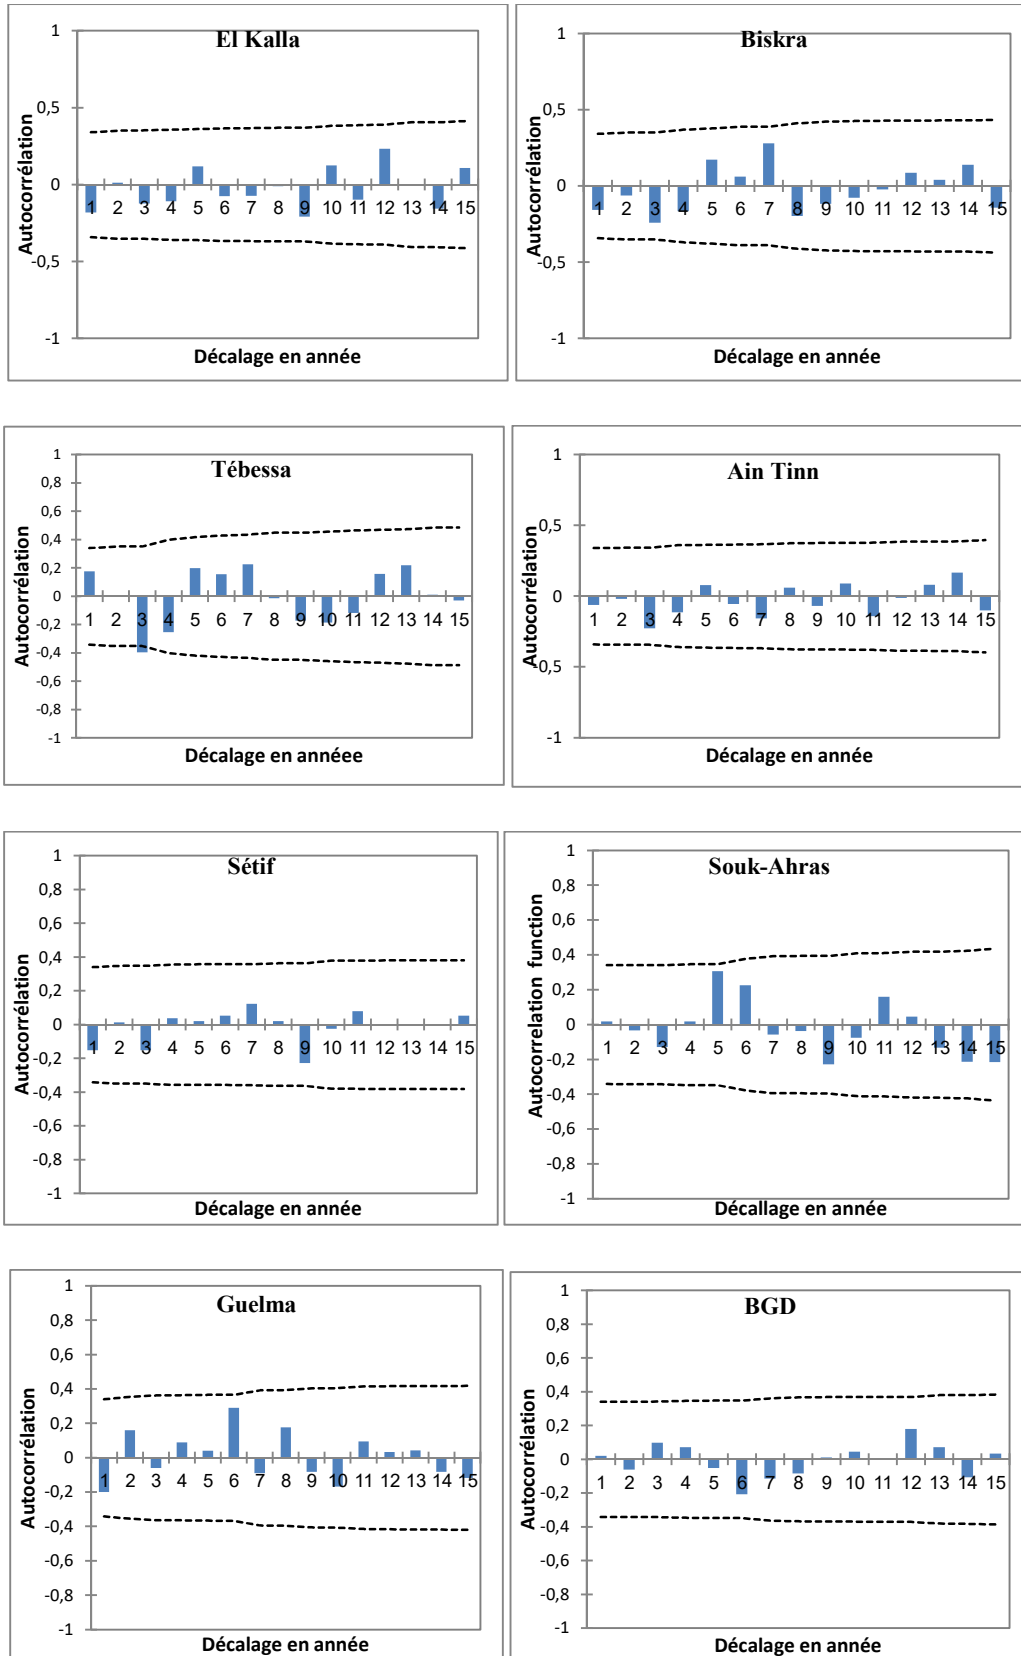 El Kalla
1
0,5
0
-0,5
-1
1 2 3 4 5 6 7 8 9 10 11 12 13 14 15
Autocorrélation
Décalage en année
Biskra
1
0,5
0
-0,5
-1
1 2 3 4 5 6 7 8 9 10 11 12 13 14 15
Autocorrélation
Décalage en année
Tébessa
1
0,8
0,6
0,4
0,2
0
-0,2
-0,4
-0,6
-0,8
-1
1 2 3 4 5 6 7 8 9 10 11 12 13 14 15
Autocorrélation
Décalage en annéee
Ain Tinn
1
0,5
0
-0,5
-1
1 2 3 4 5 6 7 8 9 10 11 12 13 14 15
Autocorrélation
Décalage en année
Sétif
1
0,8
0,6
0,4
0,2
0
-0,2
-0,4
-0,6
-0,8
-1
1 2 3 4 5 6 7 8 9 10 11 12 13 14 15
Autocorrélation
Décalage en année
Souk-Ahras
1
0,8
0,6
0,4
0,2
0
-0,2
-0,4
-0,6
-0,8
-1
1 2 3 4 5 6 7 8 9 10 11 12 13 14 15
Autocorrelation function
Décallage en année
Guelma
1
0,8
0,6
0,4
0,2
0
-0,2
-0,4
-0,6
-0,8
-1
1 2 3 4 5 6 7 8 9 10 11 12 13 14 15
Autocorrélation
Décalage en année
BGD
1
0,8
0,6
0,4
0,2
0
-0,2
-0,4
-0,6
-0,8
-1
1 2 3 4 5 6 7 8 9 10 11 12 13 14 15
Autocorrélation
Décalage en année